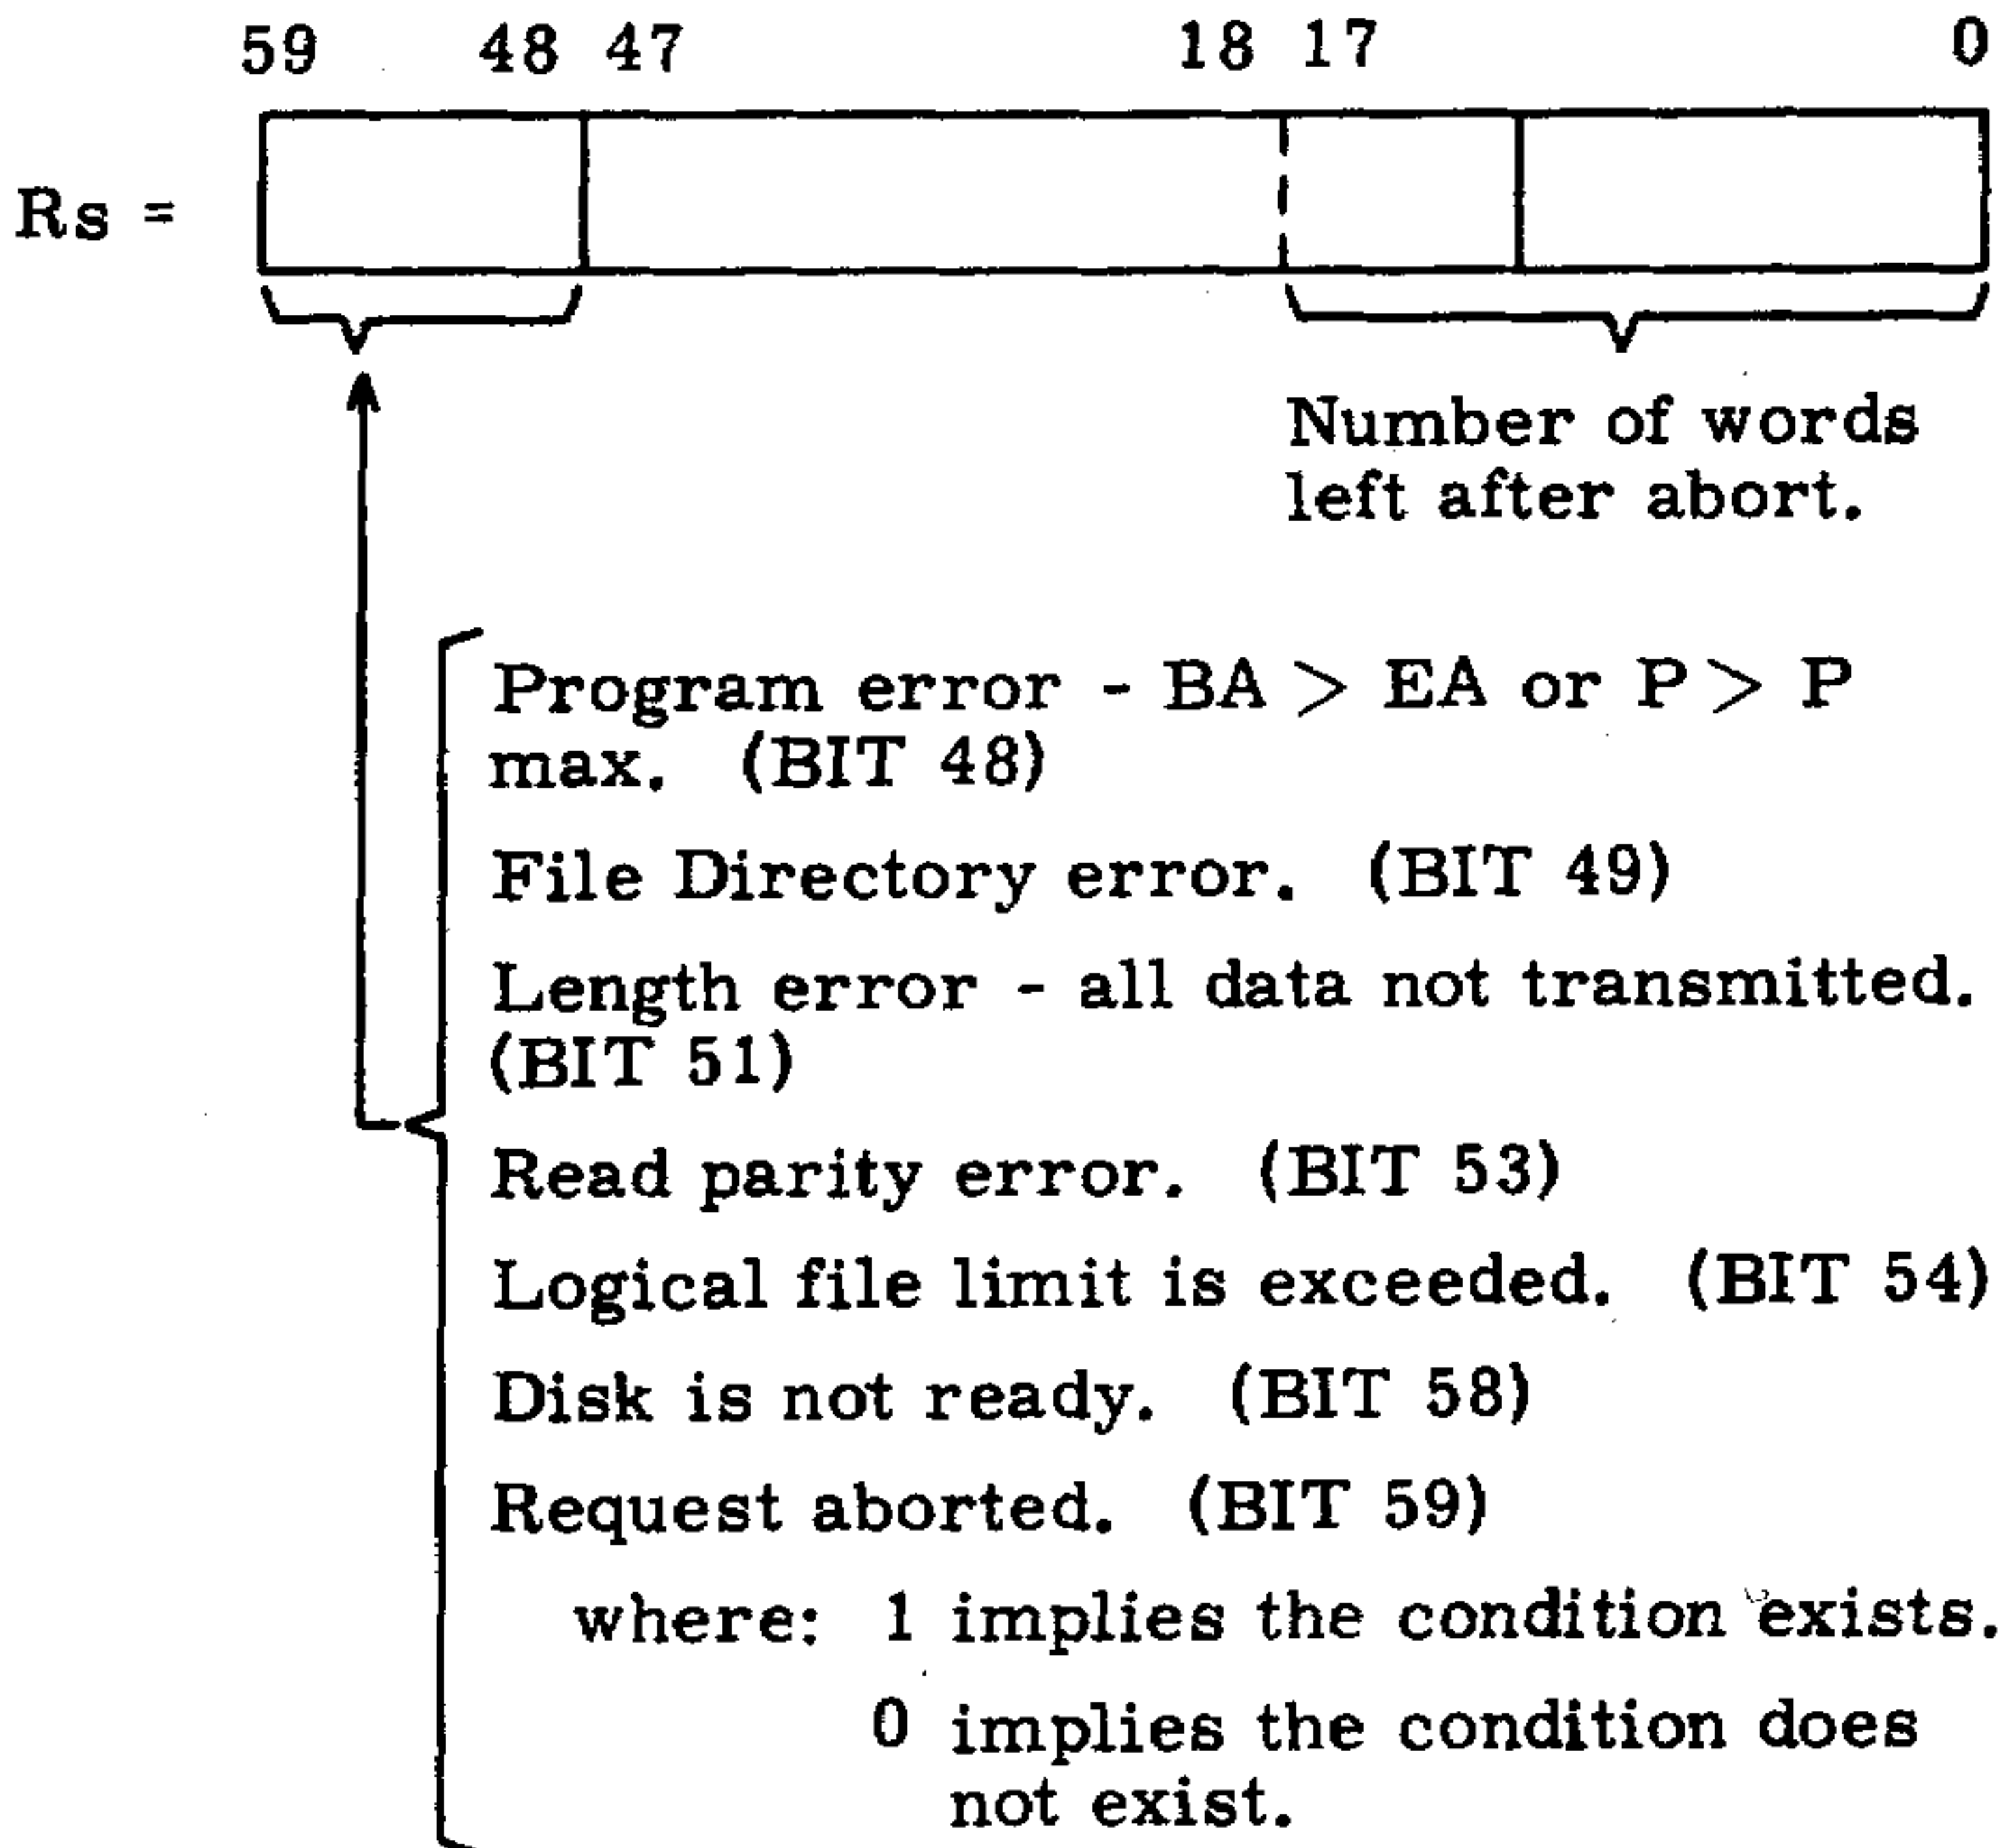 59 48 47 18 17 0
Rs =
Number of words
left after abort.
Program error - BA > EA or P > P
max. (BIT 48)
File Directory error. (BIT 49)
Length error - all data not transmitted.
(BIT 51)
Read parity error. (BIT 53)
Logical file limit is exceeded. (BIT 54)
Disk is not ready. (BIT 58)
Request aborted. (BIT 59)
where: 1 implies the condition exists.
0 implies the condition does
not exist.